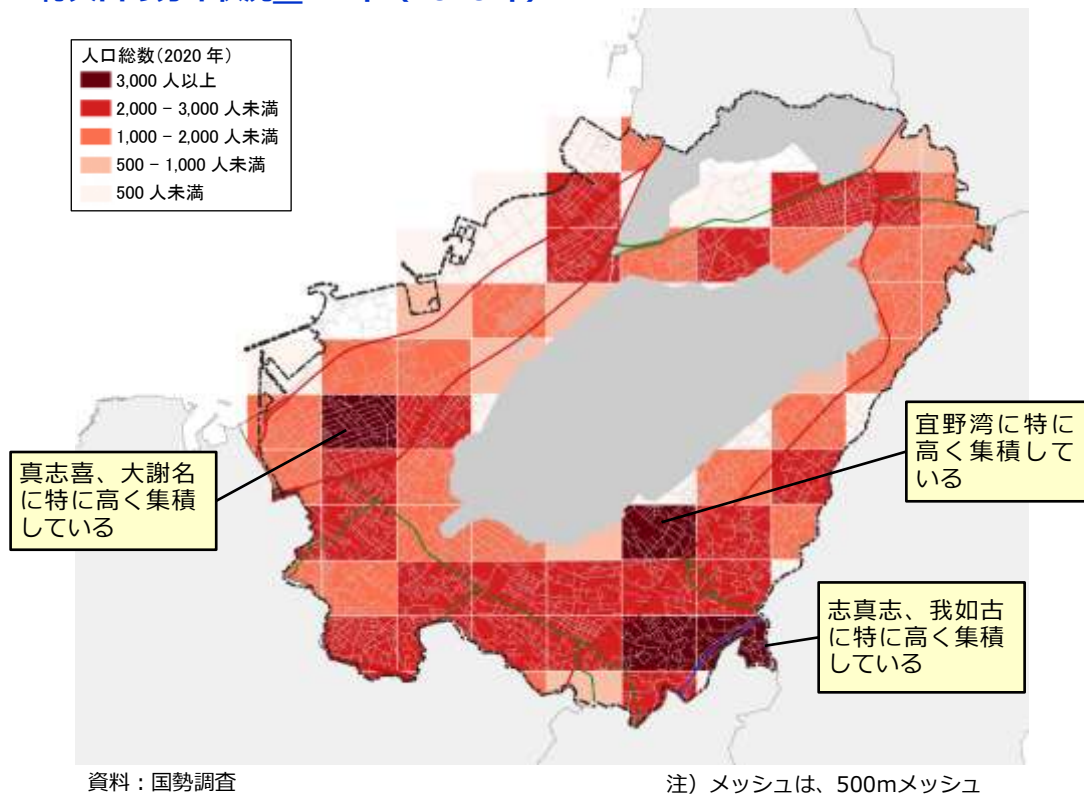 人口総数(2020年)
3,000 人以上
2,000 − 3,000 人未満
1,000 − 2,000 人未満
500 − 1,000 人未満
500 人未満
宜野湾に特に
高く集積して
いる
真志喜、大謝名
に特に高く集積
している
志真志、我如古
に特に高く集積
している
資料：国勢調査
注）メッシュは、500mメッシュ